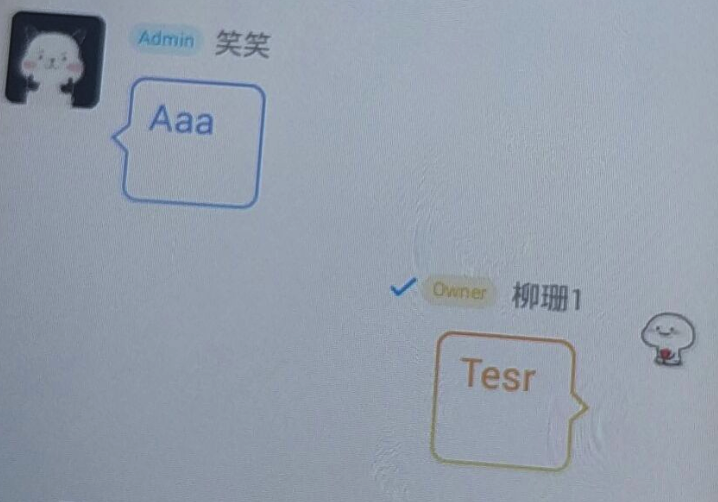 Admin 笑笑
Aaa
Owner 柳珊1
Tesr